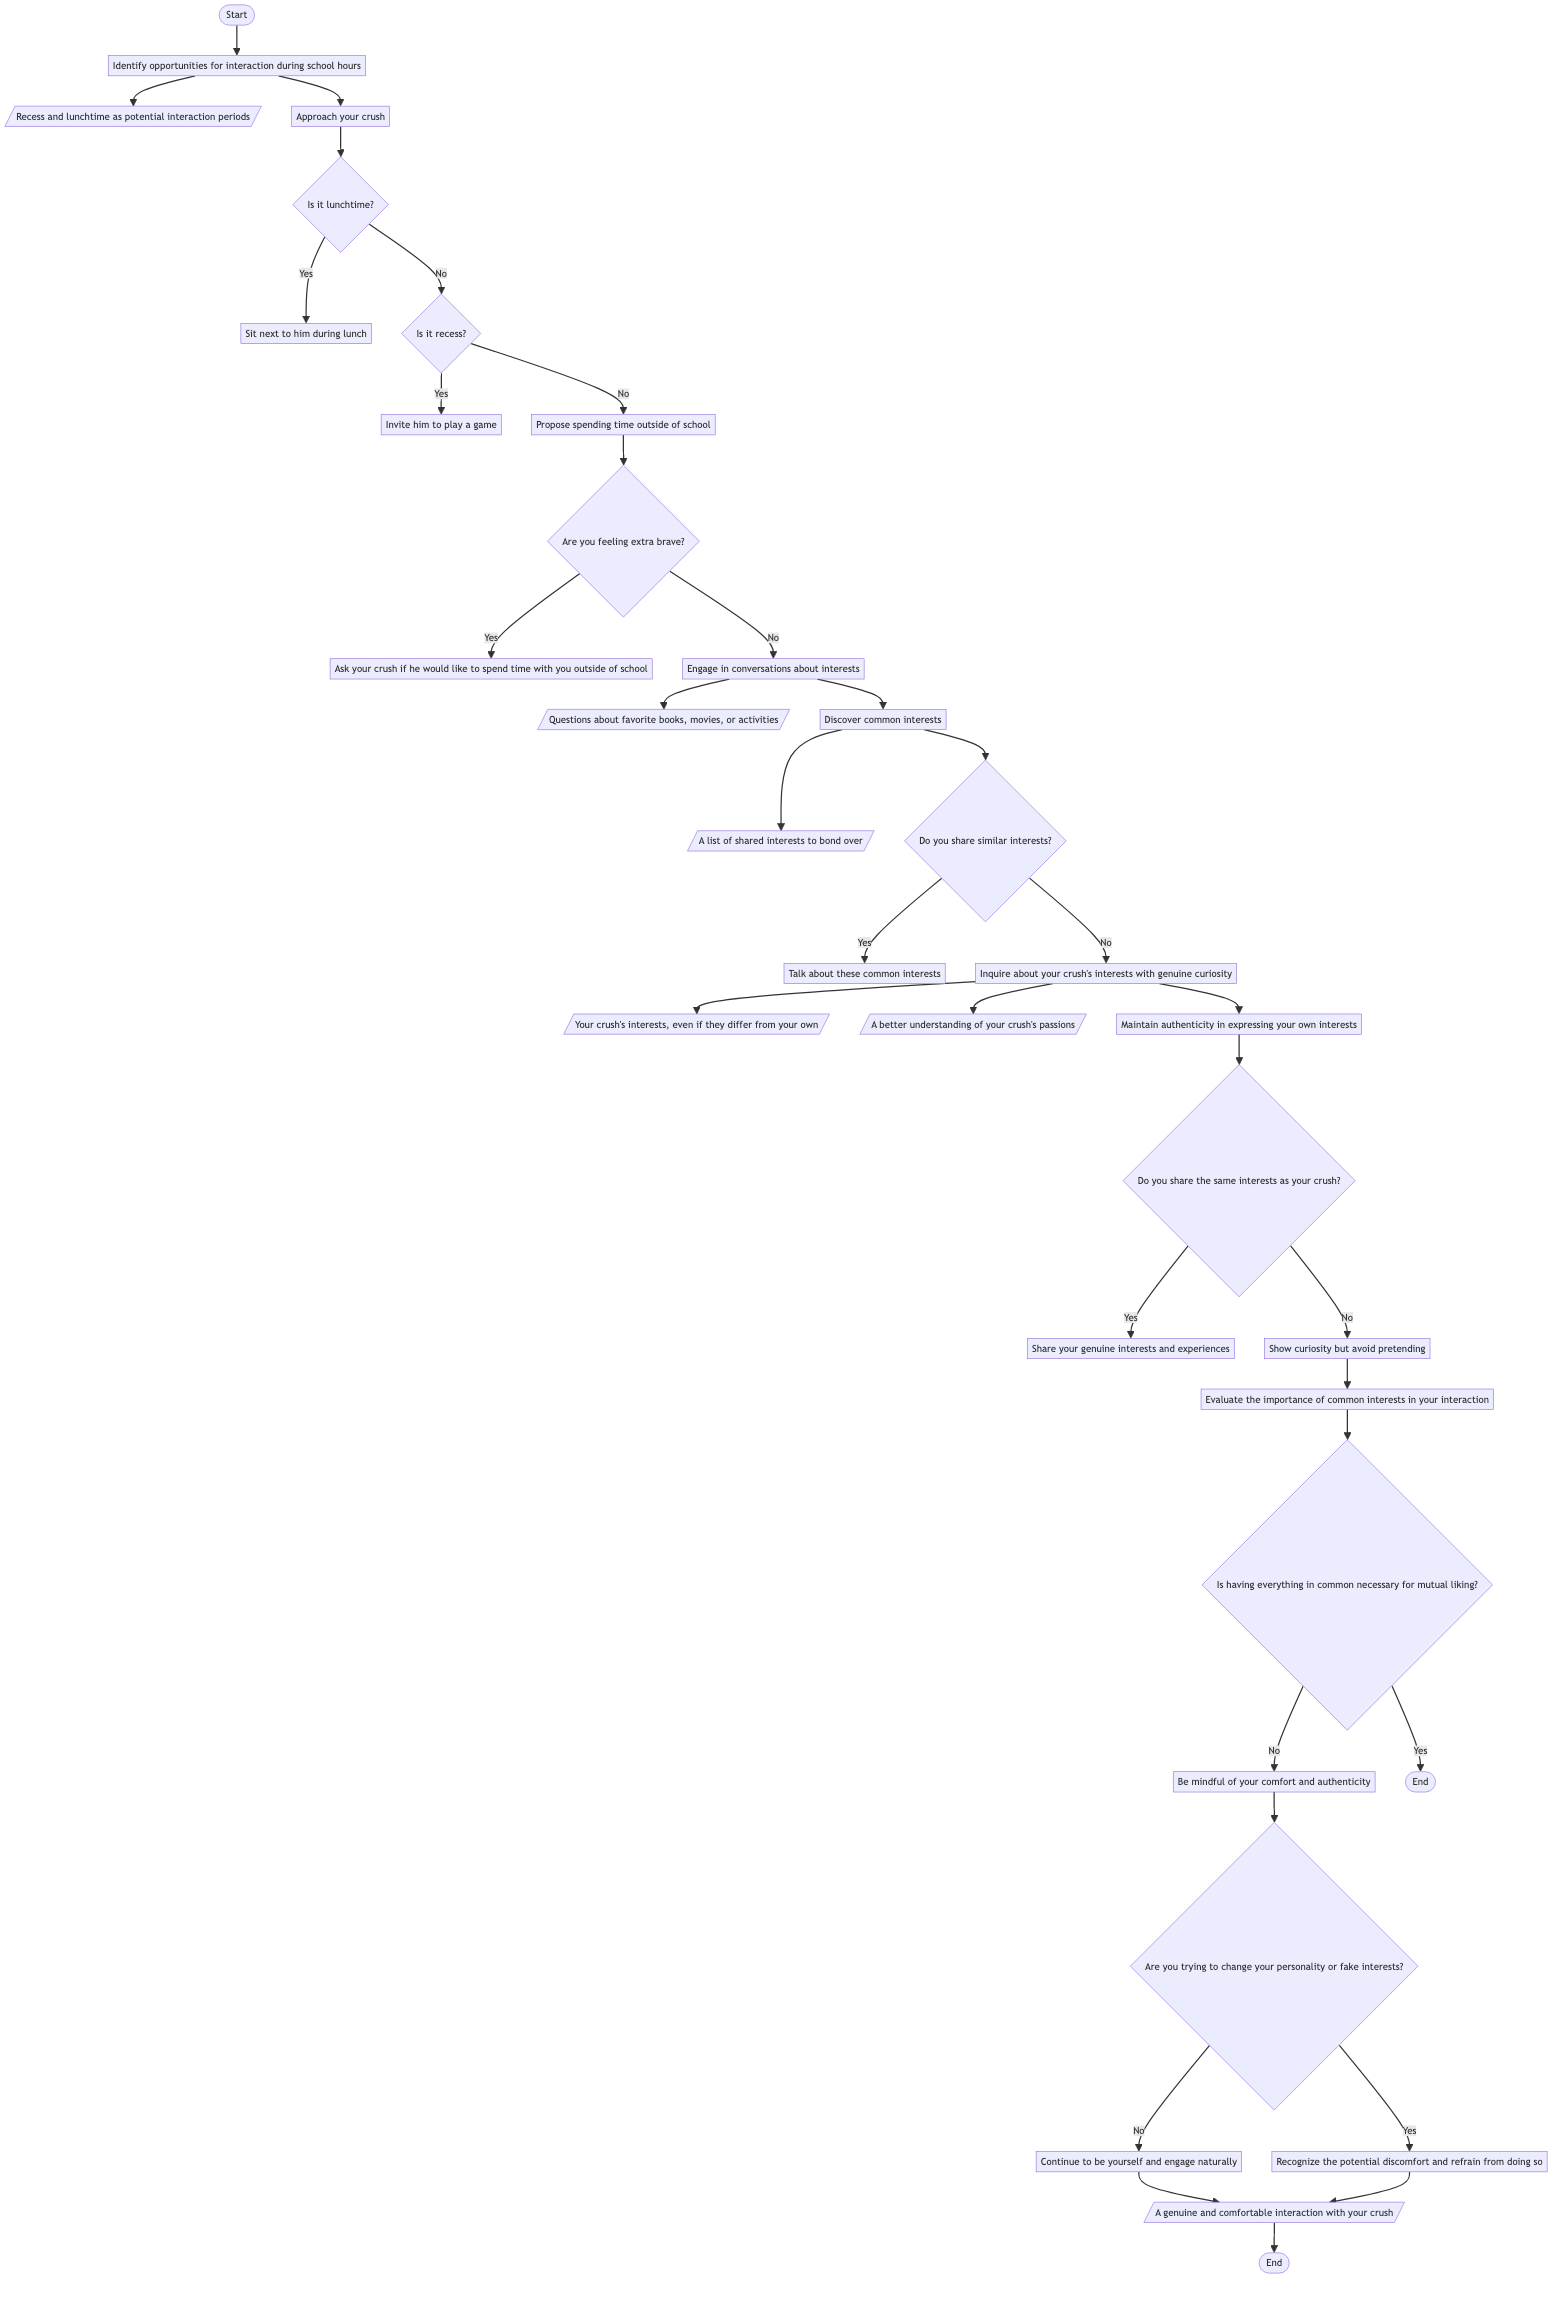 Start
Identify opportunities for interaction during school hours
Recess and lunchtime as potential interaction periods
Approach your crush
Is it lunchtime?
Yes
No
Sit next to him during lunch
Is it recess?
Yes
No
Invite him to play a game
Propose spending time outside of school
Are you feeling extra brave?
Yes
No
Ask your crush if he would like to spend time with you outside of school
Engage in conversations about interests
Questions about favorite books, movies, or activities
Discover common interests
A list of shared interests to bond over
Do you share similar interests?
Yes
No
Talk about these common interests
Inquire about your crush's interests with genuine curiosity
Your crush's interests, even if they differ from your own
A better understanding of your crush's passions
Maintain authenticity in expressing your own interests
Do you share the same interests as your crush?
Yes
No
Share your genuine interests and experiences
Show curiosity but avoid pretending
Evaluate the importance of common interests in your interaction
Is having everything in common necessary for mutual liking?
No
Yes
Be mindful of your comfort and authenticity
End
Are you trying to change your personality or fake interests?
No
Yes
Continue to be yourself and engage naturally
Recognize the potential discomfort and refrain from doing so
A genuine and comfortable interaction with your crush
End